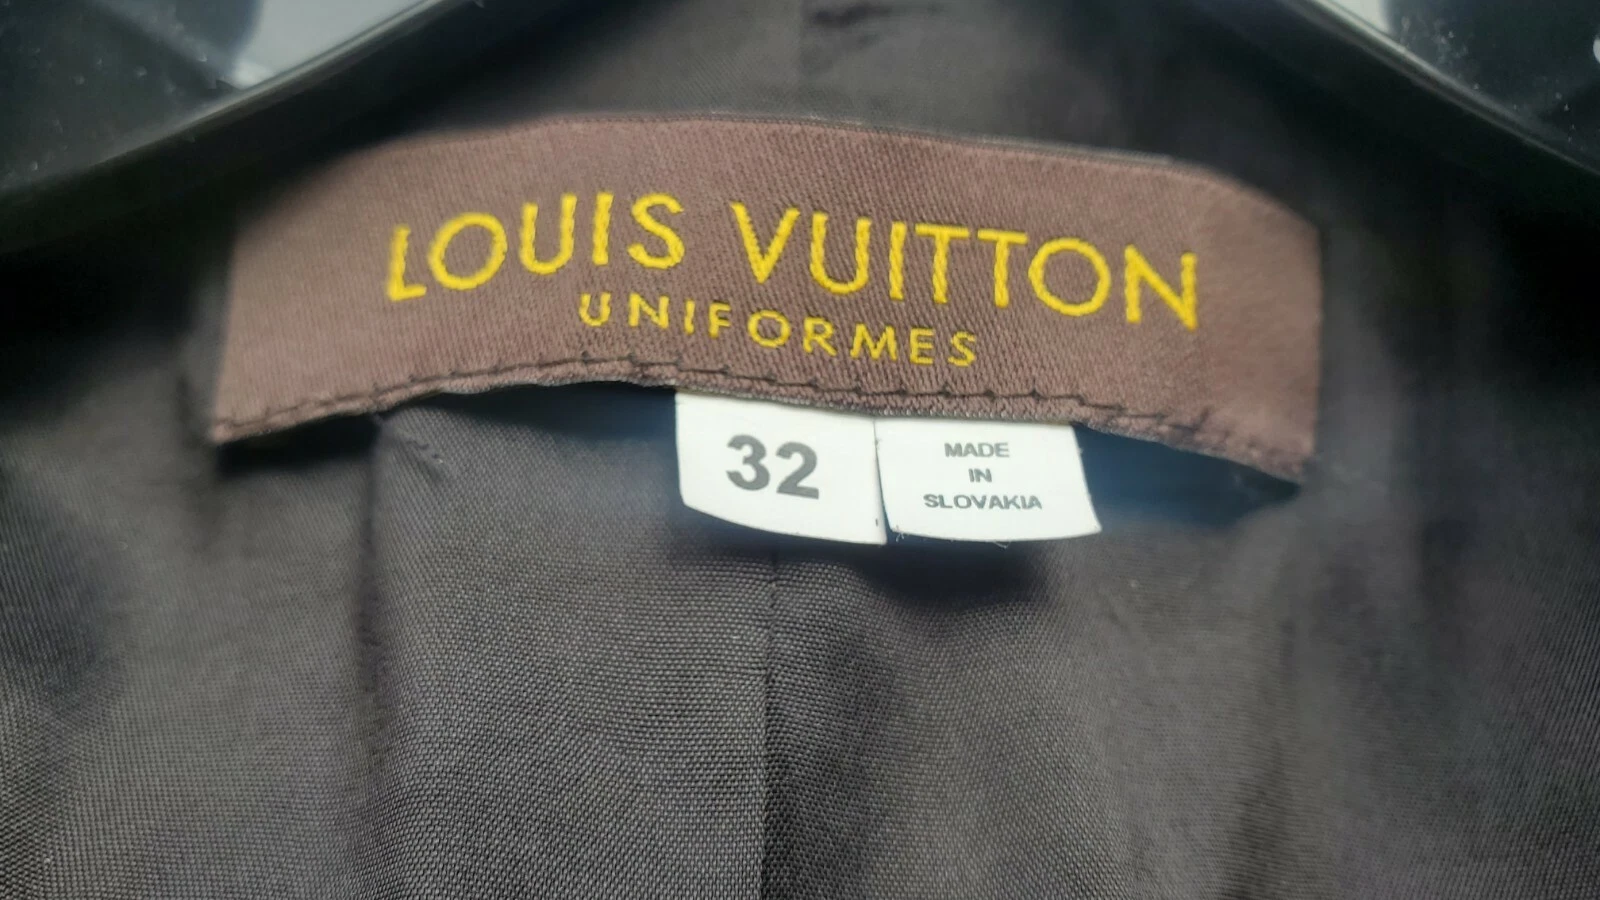 LOUIS VUITTON
UNIFORMES
32
MADE
IN
SLOVAKIA